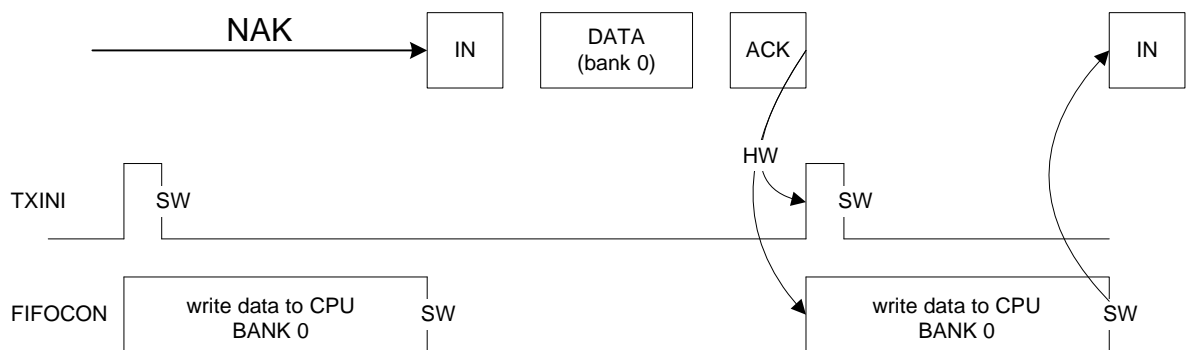 NAK
IN
DATA
(bank 0)
ACK
IN
HW
TXINI
SW
SW
FIFOCON
write data to CPU
BANK 0
SW
write data to CPU
BANK 0
SW